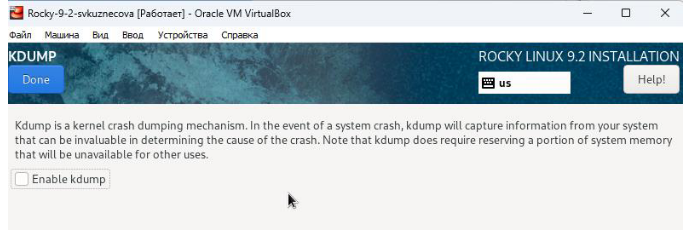 Rocky-9-2-svkuznecova [Работает] - Oracle VM VirtualBox
Файл Машина Вид Ввод Устройства Справка
KDUMP
ROCKY LINUX 9.2 INSTALLATION
Done
us
Help!
Kdump is a kernel crash dumping mechanism. In the event of a system crash, kdump will capture information from your system
that can be invaluable in determining the cause of the crash. Note that kdump does require reserving a portion of system memory
that will be unavailable for other uses.
Enable kdump